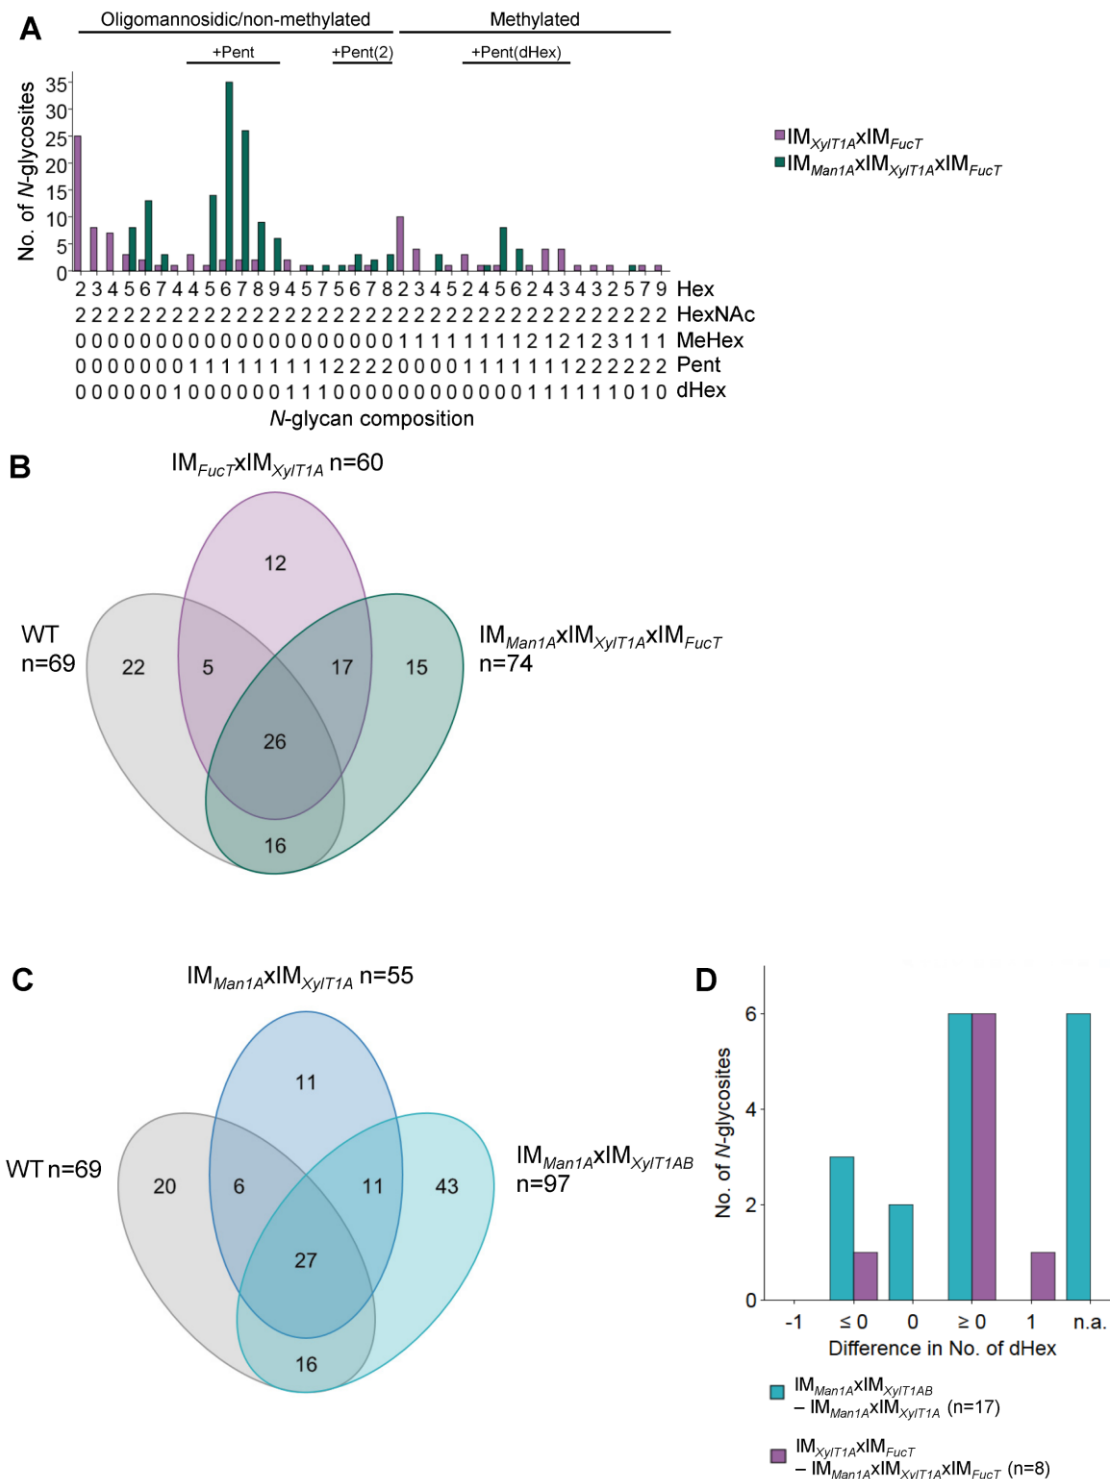 A
Oligomannosidic/non-methylated Methylated
+Pent +Pent(2) +Pent(dHex)
No. of N-glycosites
35
30
25
20
15
10
5
0
IM_XylT1AxIM_FucT
IM_Man1AxIM_XylT1AxIM_FucT
2 3 4 5 6 7 4 4 5 6 7 8 9 4 5 7 5 6 7 8 2 3 4 5 2 4 5 6 2 4 3 4 3 2 5 7 9 Hex
2 2 2 2 2 2 2 2 2 2 2 2 2 2 2 2 2 2 2 2 2 2 2 2 2 2 2 2 2 2 2 2 2 2 2 2 2 HexNAc
0 0 0 0 0 0 0 0 0 0 0 0 0 0 0 0 0 0 0 0 1 1 1 1 1 1 1 1 2 1 2 1 2 3 1 1 1 MeHex
0 0 0 0 0 0 0 1 1 1 1 1 1 1 1 1 2 2 2 2 0 0 0 0 1 1 1 1 1 1 1 2 2 2 2 2 2 Pent
0 0 0 0 0 0 1 0 0 0 0 0 0 1 1 1 0 0 0 0 0 0 0 0 0 0 0 0 1 1 1 1 1 1 0 1 0 dHex
N-glycan composition
B
IM_FucTxIM_XylT1A n=60
12
WT
n=69
22
5
17
15
IM_Man1AxIM_XylT1AxIM_FucT
n=74
26
16
C
IM_Man1AxIM_XylT1A n=55
11
WT n=69
20
6
11
43
IM_Man1AxIM_XylT1AB
n=97
27
16
D
No. of N-glycosites
6
4
2
0
-1 ≤ 0 0 ≥ 0 1 n.a.
Difference in No. of dHex
IM_Man1AxIM_XylT1AB
– IM_Man1AxIM_XylT1A (n=17)
IM_XylT1AxIM_FucT
– IM_Man1AxIM_XylT1AxIM_FucT (n=8)